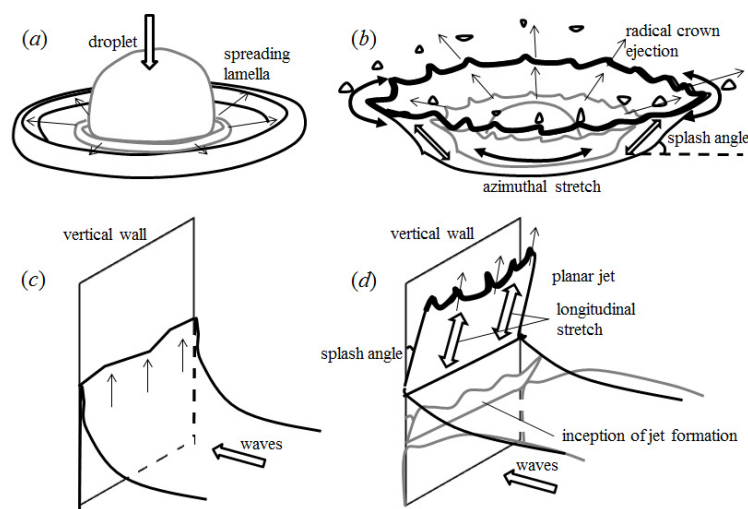 (a)
droplet
spreading
lamella
(b)
radical crown
ejection
splash angle
azimuthal stretch
vertical wall
(c)
waves
vertical wall
(d)
planar jet
longitudinal
stretch
splash angle
inception of jet formation
waves